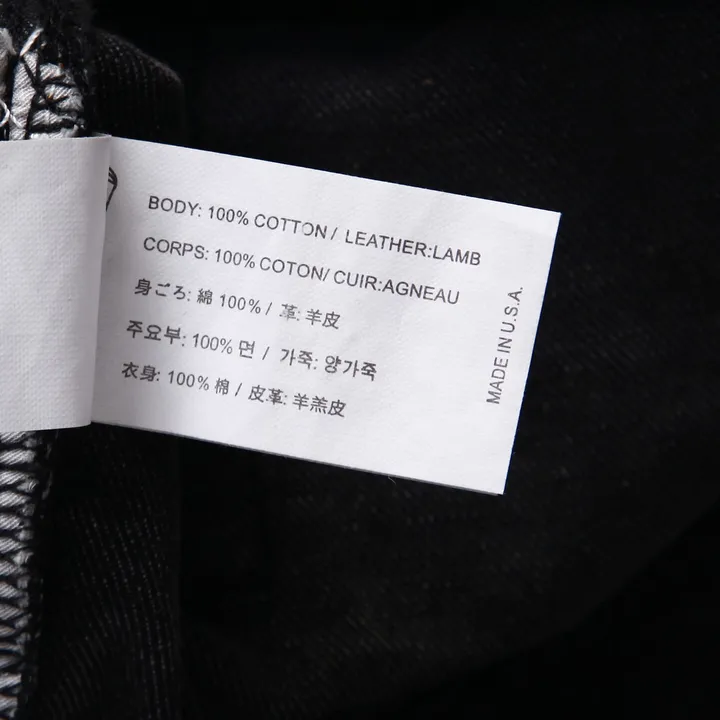 BODY: 100% COTTON / LEATHER:LAMB
CORPS: 100% COTON/ CUIR:AGNEAU
身ごろ: 綿 100% / 革: 羊皮
주요부: 100% 면 / 가죽: 양가죽
衣身: 100% 棉 / 皮革: 羊羔皮
MADE IN U.S.A.